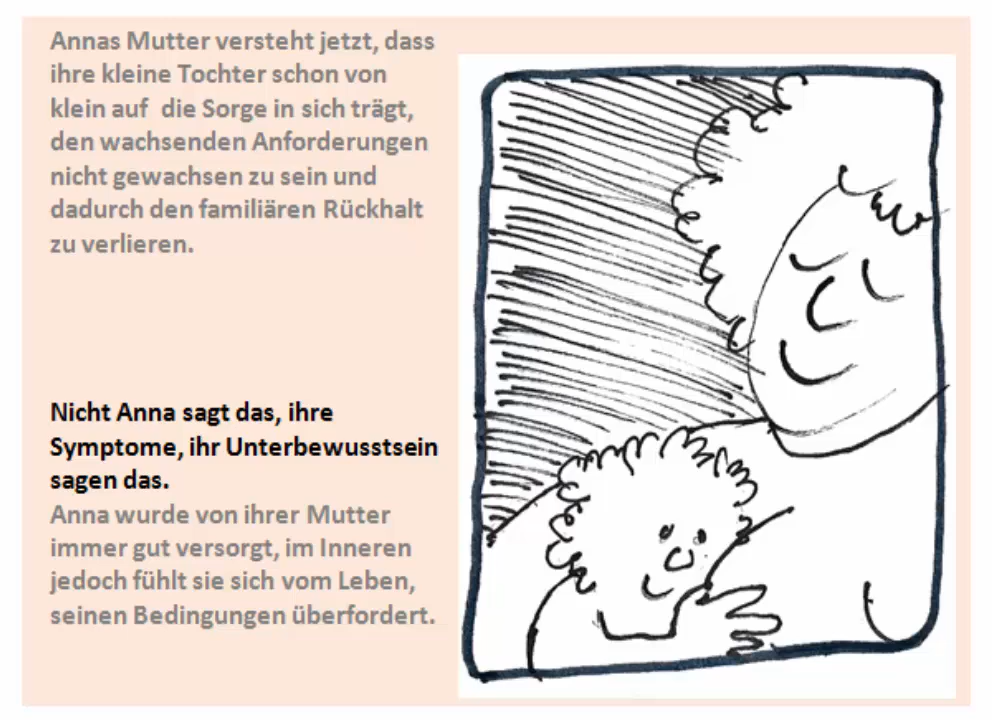 Annas Mutter versteht jetzt, dass
ihre kleine Tochter schon von
klein auf  die Sorge in sich trägt,
den wachsenden Anforderungen
nicht gewachsen zu sein und
dadurch den familiären Rückhalt
zu verlieren.
Nicht Anna sagt das, ihre
Symptome, ihr Unterbewusstsein
sagen das.
Anna wurde von ihrer Mutter
immer gut versorgt, im Inneren
jedoch fühlt sie sich vom Leben,
seinen Bedingungen überfordert.